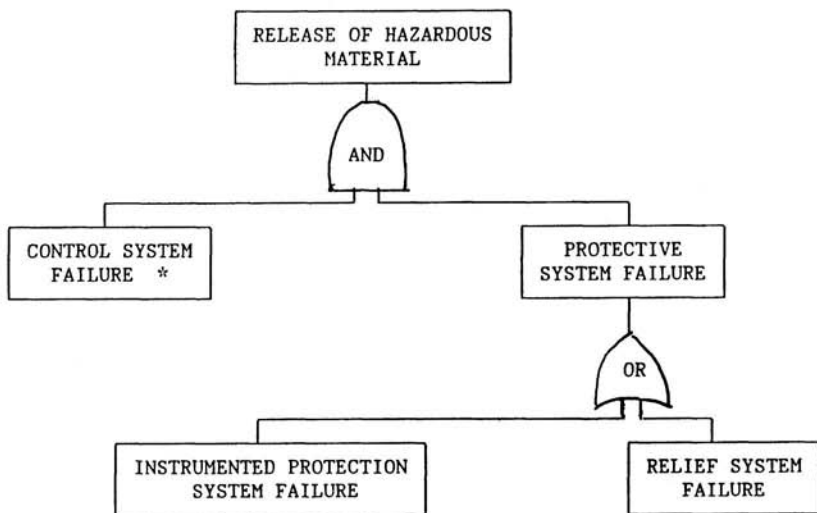 RELEASE OF HAZARDOUS
MATERIAL
AND
CONTROL SYSTEM
FAILURE *
PROTECTIVE
SYSTEM FAILURE
OR
INSTRUMENTED PROTECTION
SYSTEM FAILURE
RELIEF SYSTEM
FAILURE